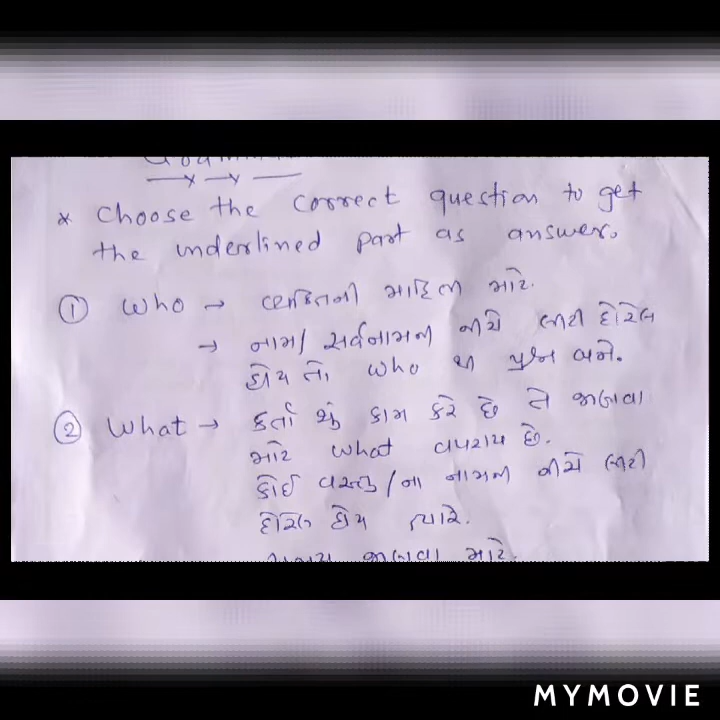 * Choose the correct question to get
the underlined part as answer.
① Who → વ્યક્તિની માહિતી માટે.
→ નામ/ સર્વનામની નીચે લીટી દોરેલ
હોય તો who થી પ્રશ્ન બને.
② What → કર્તા શું કામ કરે છે તે જાણવા
માટે what વપરાય છે.
કોઈ વસ્તુ/ના નામની નીચે લીટી
દોરેલ હોય ત્યારે.
જાણવા માટે.
MYMOVIE